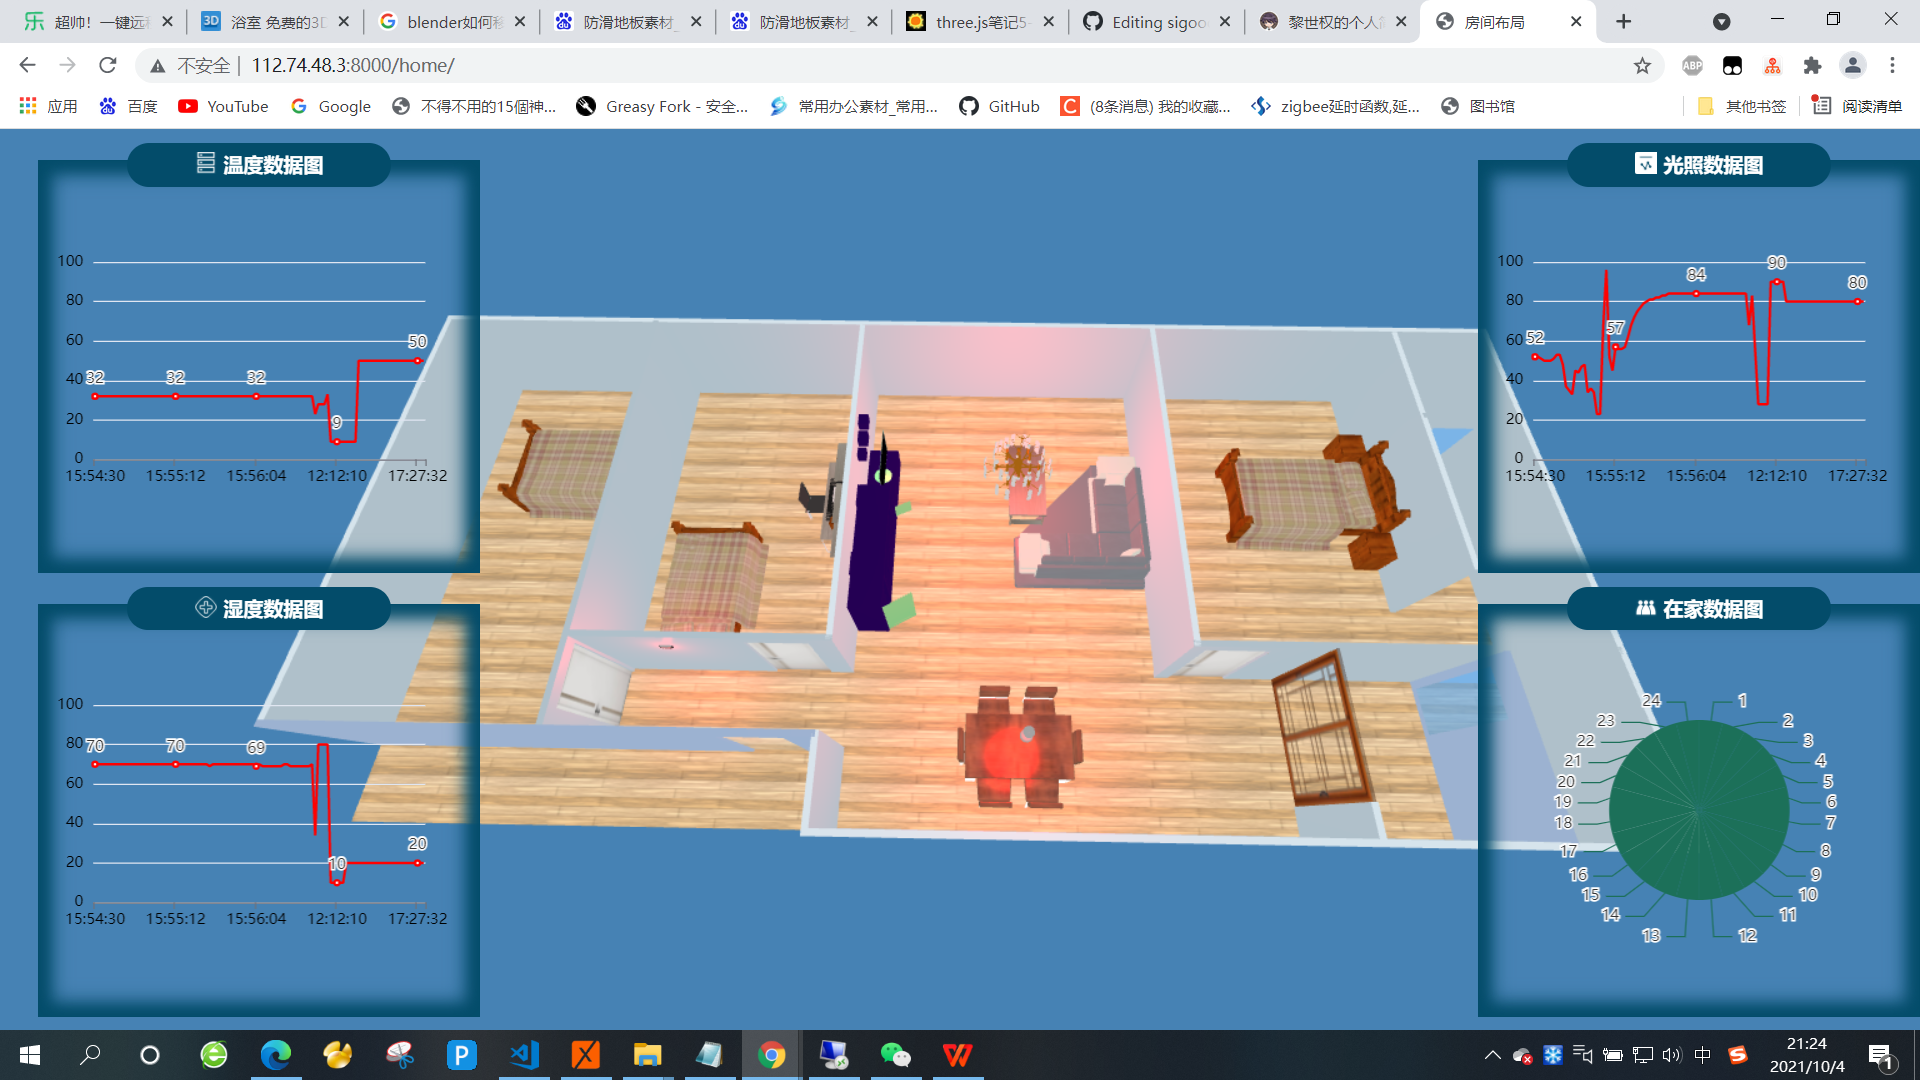 超帅！一键远程
浴室 免费的3D
blender如何移
防滑地板素材_
防滑地板素材_
three.js笔记5-
Editing sigoo
黎世权的个人简
房间布局
不安全
112.74.48.3:8000/home/
应用
百度
YouTube
Google
不得不用的15個神...
Greasy Fork - 安全...
常用办公素材_常用...
GitHub
(8条消息) 我的收藏...
zigbee延时函数,延...
图书馆
其他书签
阅读清单
温度数据图
100
80
60
40
20
0
32
32
32
9
50
15:54:30
15:55:12
15:56:04
12:12:10
17:27:32
湿度数据图
100
80
60
40
20
0
70
70
69
10
20
15:54:30
15:55:12
15:56:04
12:12:10
17:27:32
光照数据图
100
80
60
40
20
0
52
57
84
90
80
15:54:30
15:55:12
15:56:04
12:12:10
17:27:32
在家数据图
1
2
3
4
5
6
7
8
9
10
11
12
13
14
15
16
17
18
19
20
21
22
23
24
中
21:24
2021/10/4
1